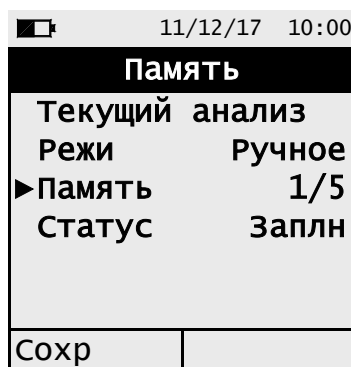 11/12/17 10:00
Память
Текущий анализ
Режи Ручное
►Память 1/5
Статус Заплн
Сохр